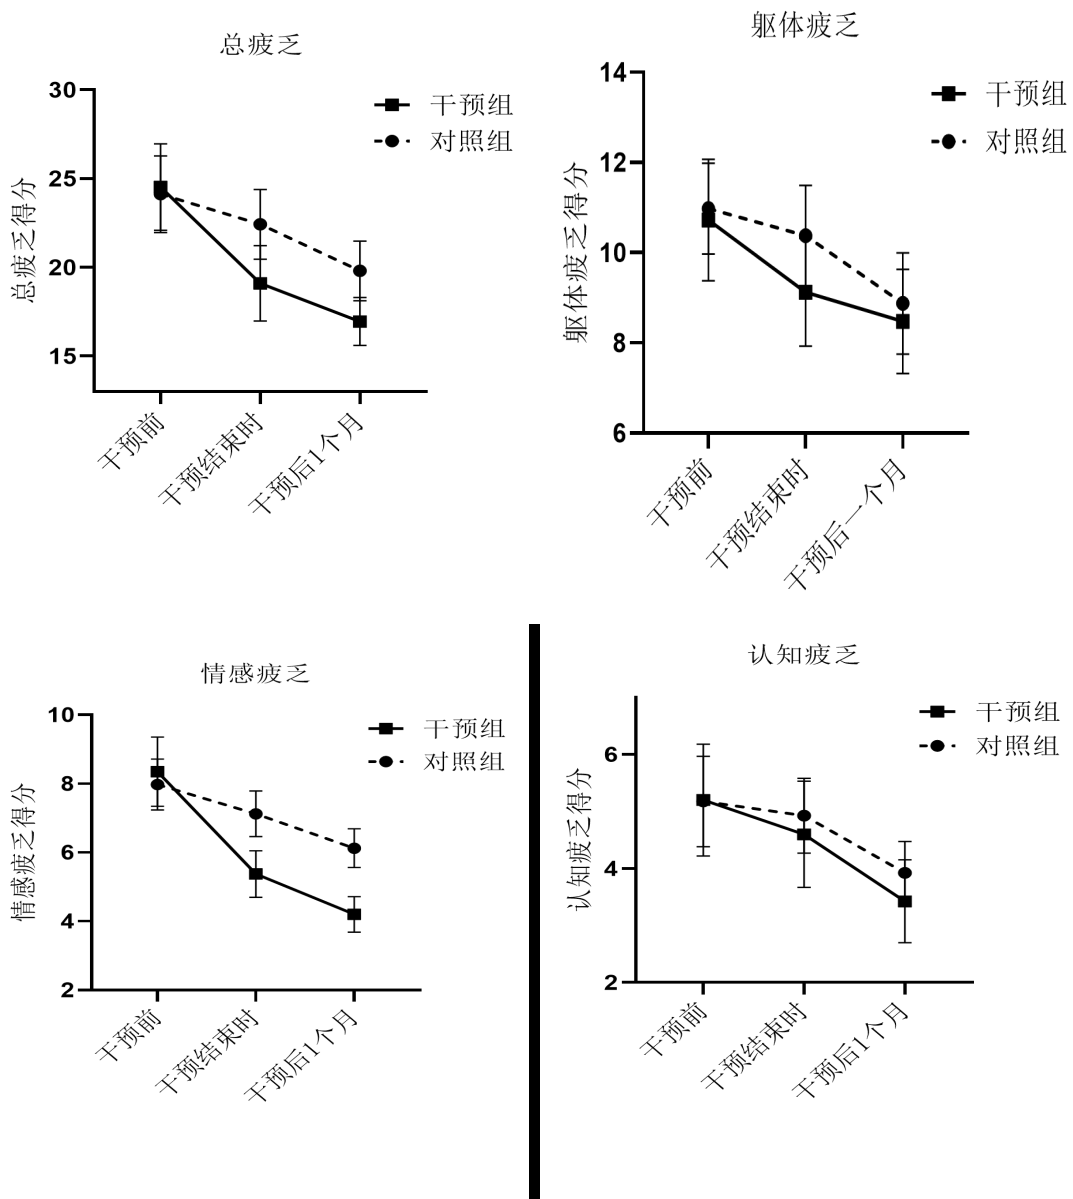 总疲乏
30
25
20
15
总疲乏得分
干预组
对照组
干预前
干预结束时
干预后1个月
躯体疲乏
14
12
10
8
6
躯体疲乏得分
干预组
对照组
干预前
干预结束时
干预后一个月
情感疲乏
10
8
6
4
2
情感疲乏得分
干预组
对照组
干预前
干预结束时
干预后1个月
认知疲乏
6
4
2
认知疲乏得分
干预组
对照组
干预前
干预结束时
干预后1个月